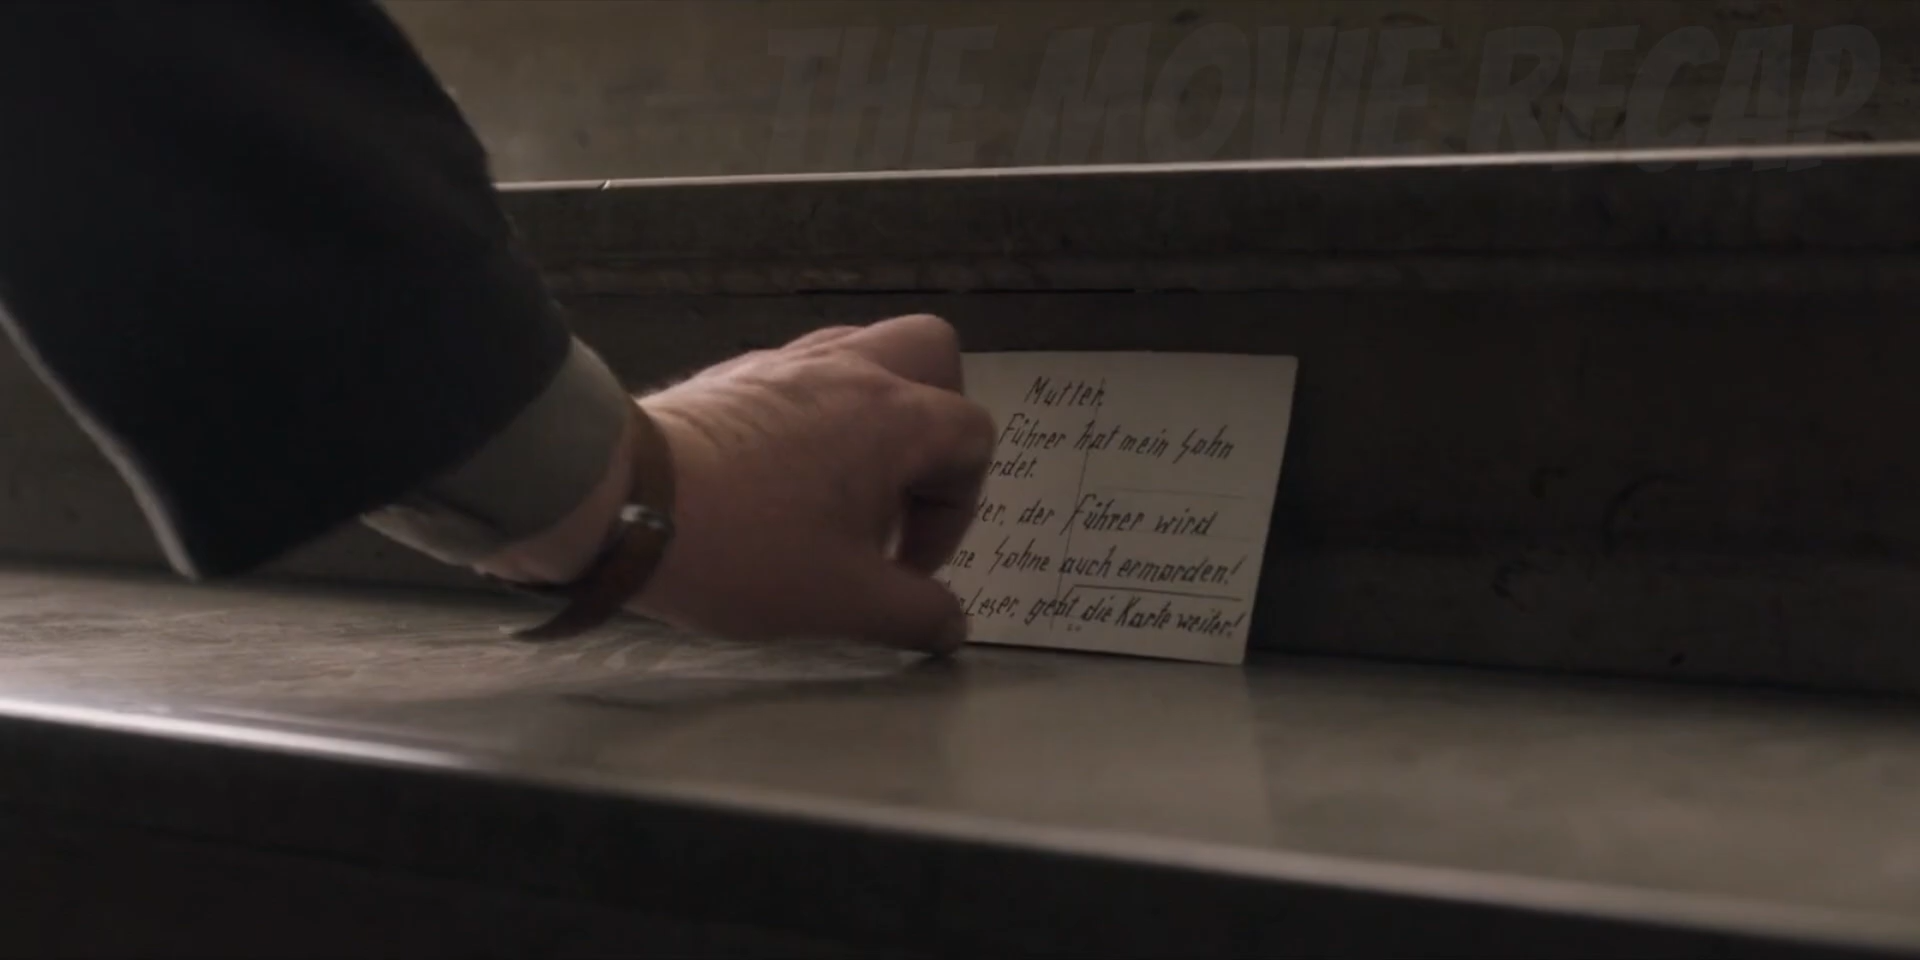 THE MOVIE RECAP
Mutter,
Führer hat mein Sohn
rdet.
ter, der Führer wird
ne Sohne auch ermorden!
Leser, gebt die Karte weiter!